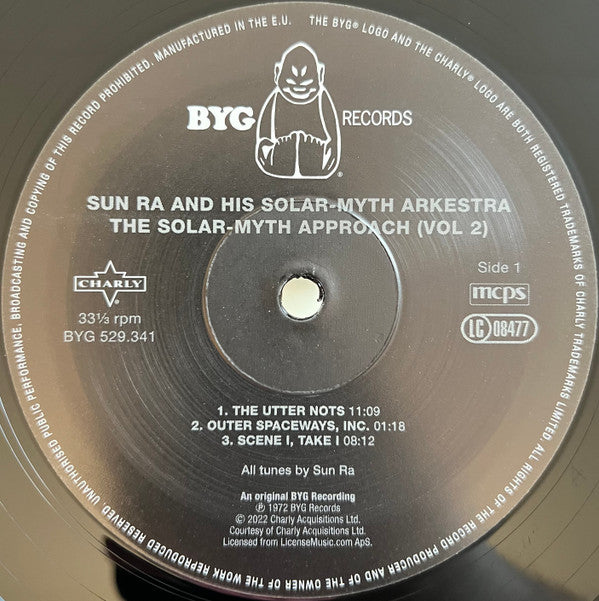 UNAUTHORISED PUBLIC PERFORMANCE, BROADCASTING AND COPYING OF THIS RECORD PROHIBITED. MANUFACTURED IN THE E.U. THE BYG® LOGO AND THE CHARLY® LOGO ARE BOTH REGISTERED TRADEMARKS OF CHARLY TRADEMARKS LIMITED. ALL RIGHTS OF THE RECORD PRODUCER AND OF THE OWNER OF THE WORK REPRODUCED RESERVED
BYG RECORDS
®
SUN RA AND HIS SOLAR-MYTH ARKESTRA
THE SOLAR-MYTH APPROACH (VOL 2)
CHARLY®
33⅓ rpm
BYG 529.341
Side 1
mcps
LC 08477
1. THE UTTER NOTS 11:09
2. OUTER SPACEWAYS, INC. 01:18
3. SCENE I, TAKE I 08:12
All tunes by Sun Ra
An original BYG Recording
℗ 1972 BYG Records
© 2022 Charly Acquisitions Ltd.
Courtesy of Charly Acquisitions Ltd.
Licensed from LicenseMusic.com ApS.